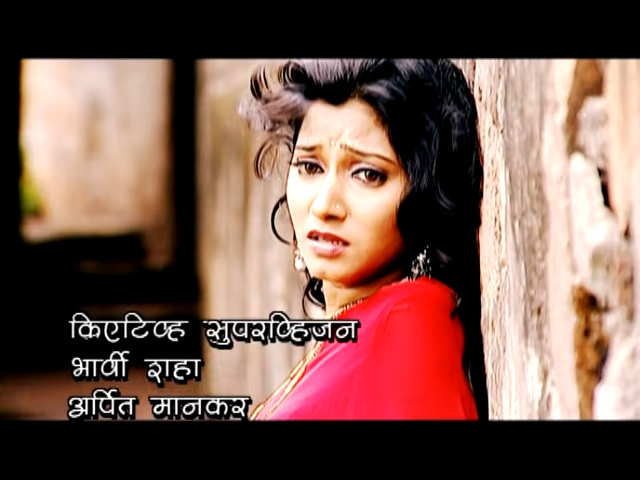 क्रिएटिव्ह सुपरव्हिजन
भार्वी शहा
अर्पित मानकर